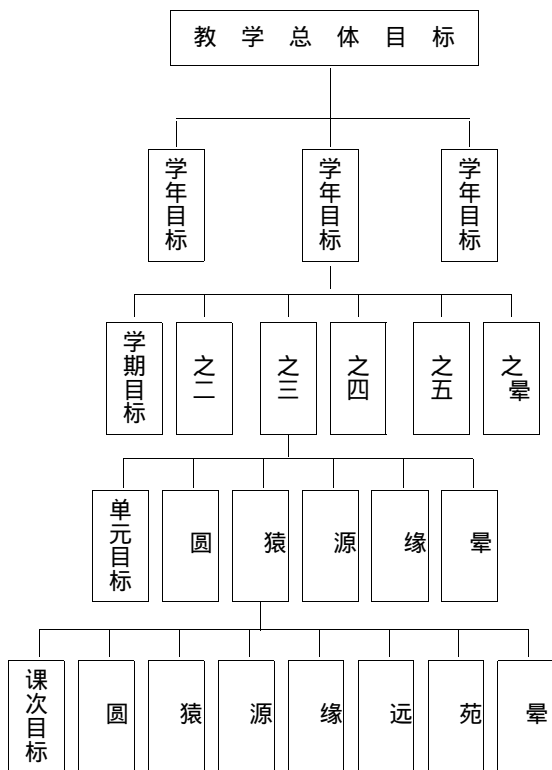 教学总体目标
学年目标
学年目标
学年目标
学期目标
之二
之三
之四
之五
之晕
单元目标
圆
猿
源
缘
晕
课次目标
圆
猿
源
缘
远
苑
晕